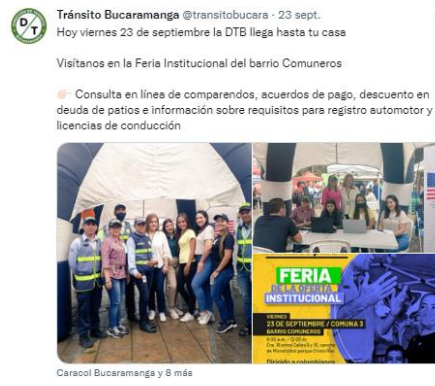 Tránsito Bucaramanga @transitobucara · 23 sept.
Hoy viernes 23 de septiembre la DTB llega hasta tu casa
Visítanos en la Feria Institucional del barrio Comuneros
👉 Consulta en línea de comparendos, acuerdos de pago, descuento en
deuda de patios e información sobre requisitos para registro automotor y
licencias de conducción
FERIA
DE LA OFERTA
INSTITUCIONAL
VIERNES
23 DE SEPTIEMBRE / COMUNA 3
BARRIO COMUNEROS
Dirigido a colombianos
Caracol Bucaramanga y 8 más